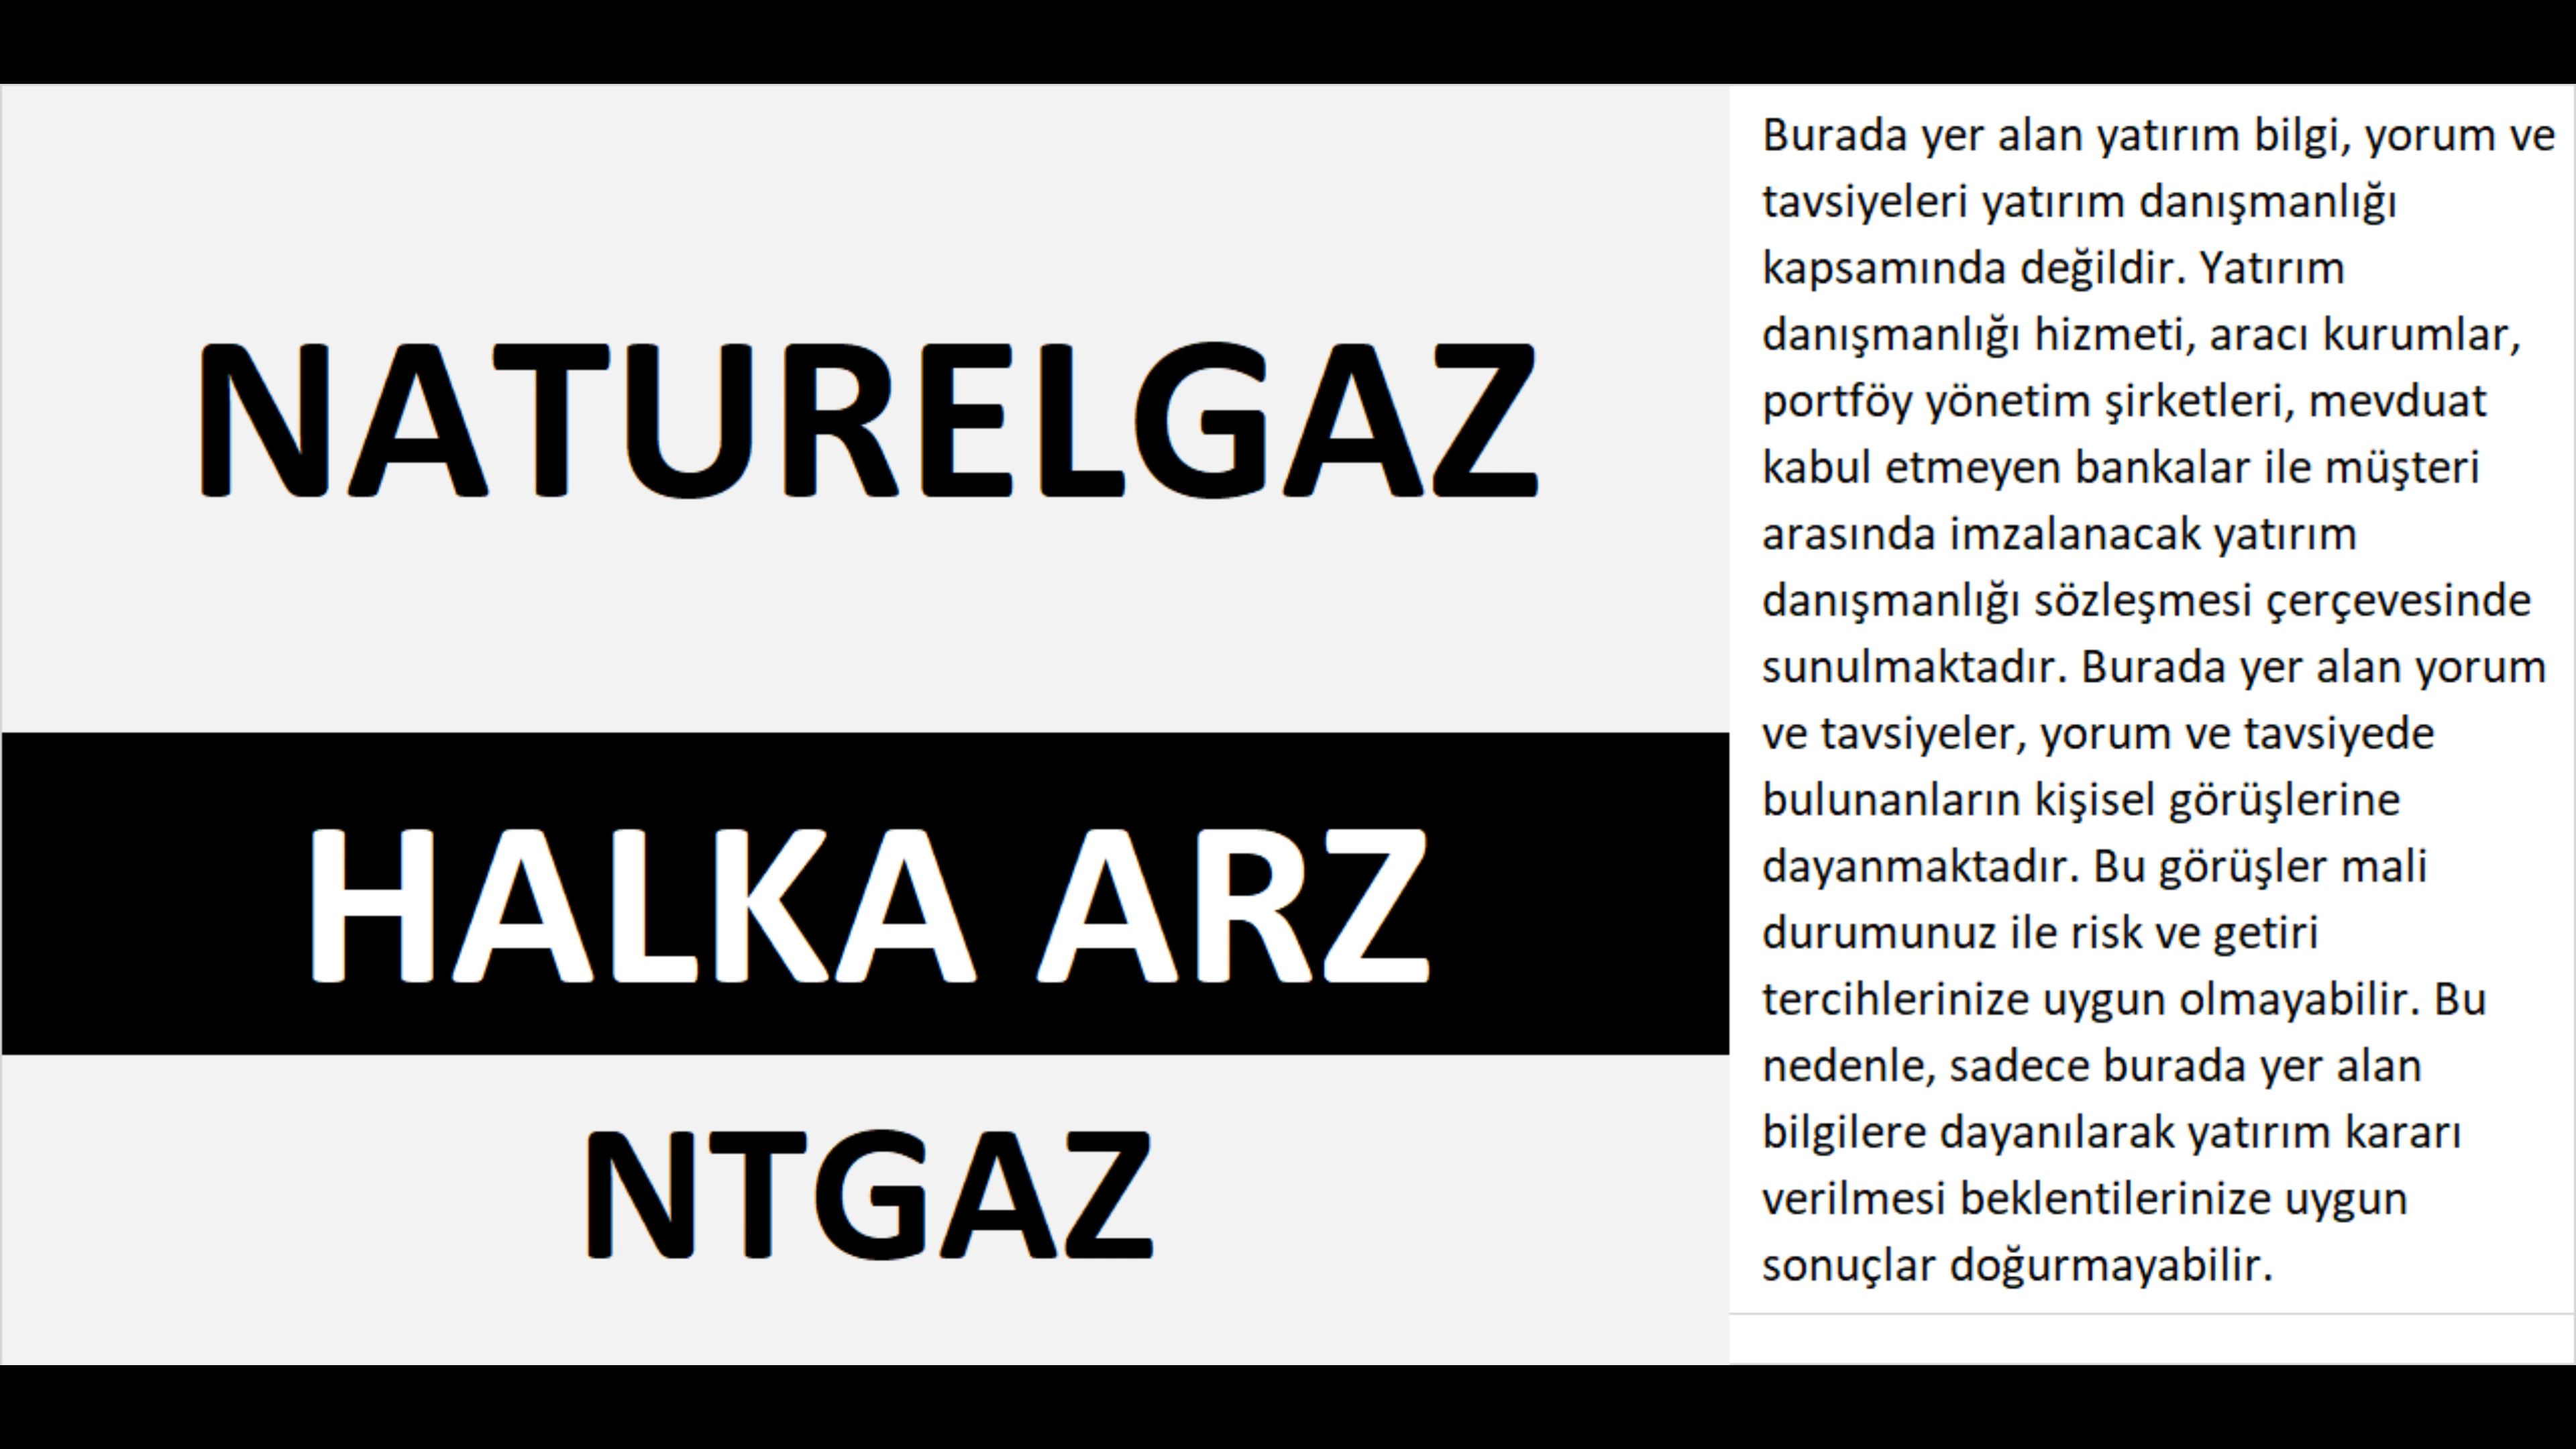 NATURELGAZ
HALKA ARZ
NTGAZ
Burada yer alan yatırım bilgi, yorum ve
tavsiyeleri yatırım danışmanlığı
kapsamında değildir. Yatırım
danışmanlığı hizmeti, aracı kurumlar,
portföy yönetim şirketleri, mevduat
kabul etmeyen bankalar ile müşteri
arasında imzalanacak yatırım
danışmanlığı sözleşmesi çerçevesinde
sunulmaktadır. Burada yer alan yorum
ve tavsiyeler, yorum ve tavsiyede
bulunanların kişisel görüşlerine
dayanmaktadır. Bu görüşler mali
durumunuz ile risk ve getiri
tercihlerinize uygun olmayabilir. Bu
nedenle, sadece burada yer alan
bilgilere dayanılarak yatırım kararı
verilmesi beklentilerinize uygun
sonuçlar doğurmayabilir.